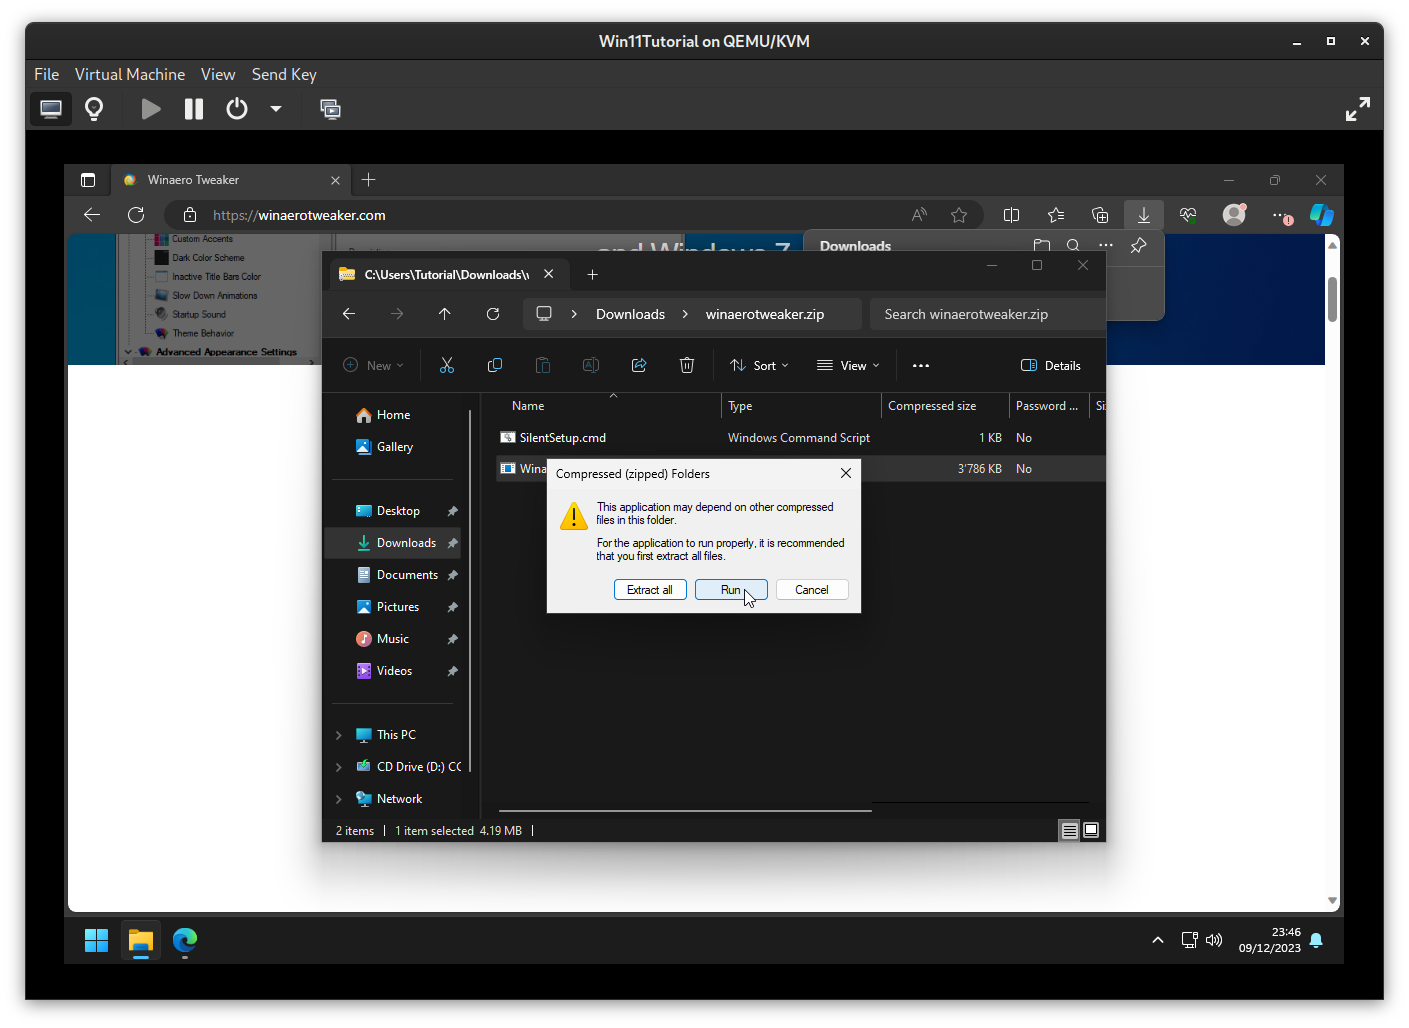 Win11Tutorial on QEMU/KVM
File Virtual Machine View Send Key
Winaero Tweaker
https://winaerotweaker.com
Custom Accents
Dark Color Scheme
Inactive Title Bars Color
Slow Down Animations
Startup Sound
Theme Behavior
Advanced Appearance Settings
and Windows 7
Downloads
C:\Users\Tutorial\Downloads\
Downloads winaerotweaker.zip
Search winaerotweaker.zip
New Sort View Details
Name Type Compressed size Password ...
SilentSetup.cmd Windows Command Script 1 KB No
Wina 3'786 KB No
Home
Gallery
Desktop
Downloads
Documents
Pictures
Music
Videos
This PC
CD Drive (D:) CC
Network
Compressed (zipped) Folders
This application may depend on other compressed
files in this folder.
For the application to run properly, it is recommended
that you first extract all files.
Extract all Run Cancel
2 items 1 item selected 4.19 MB
23:46
09/12/2023